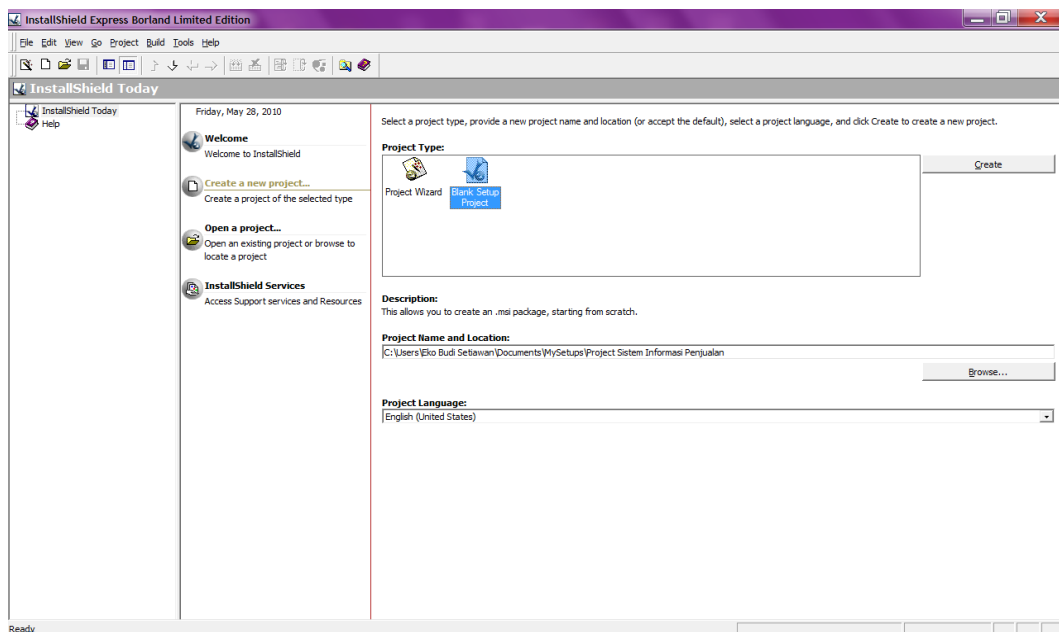 InstallShield Express Borland Limited Edition
File Edit View Go Project Build Tools Help
InstallShield Today
InstallShield Today
Help
Friday, May 28, 2010
Welcome
Welcome to InstallShield
Create a new project...
Create a project of the selected type
Open a project...
Open an existing project or browse to
locate a project
InstallShield Services
Access Support services and Resources
Select a project type, provide a new project name and location (or accept the default), select a project language, and click Create to create a new project.
Project Type:
Project Wizard
Blank Setup
Project
Create
Description:
This allows you to create an .msi package, starting from scratch.
Project Name and Location:
C:\Users\Eko Budi Setiawan\Documents\MySetups\Project Sistem Informasi Penjualan
Browse...
Project Language:
English (United States)
Ready